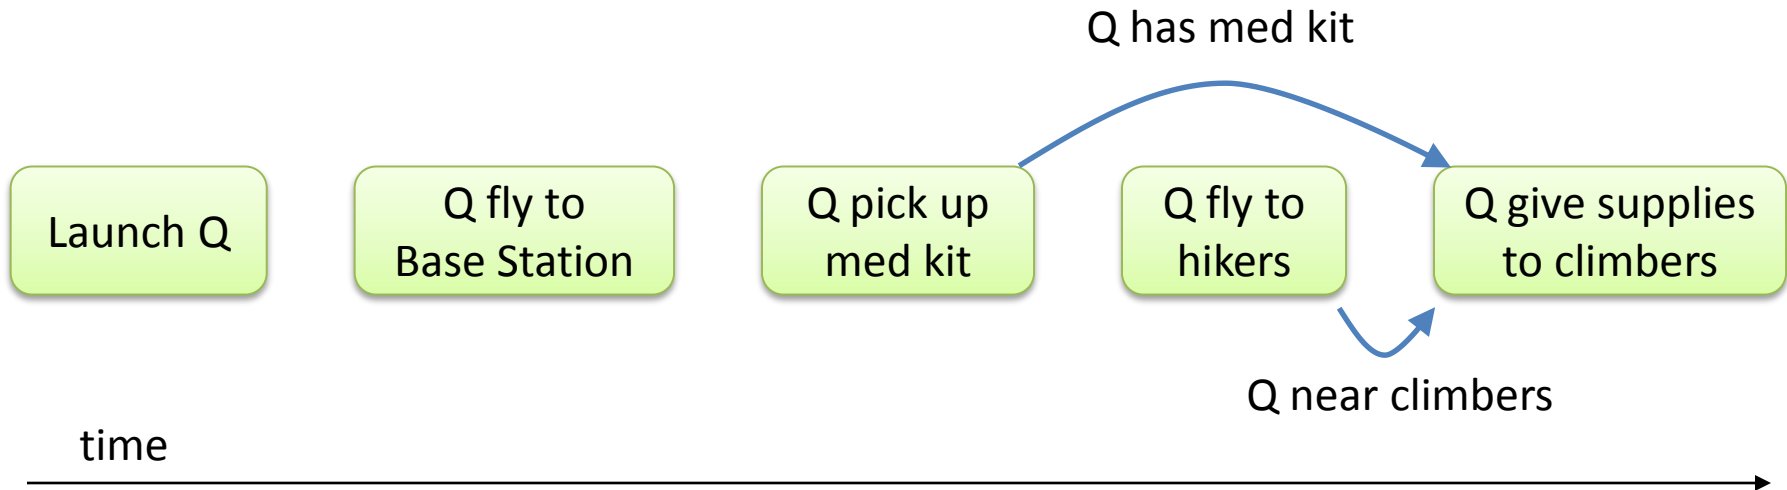 Q has med kit
Launch Q
Q fly to
Base Station
Q pick up
med kit
Q fly to
hikers
Q give supplies
to climbers
Q near climbers
time